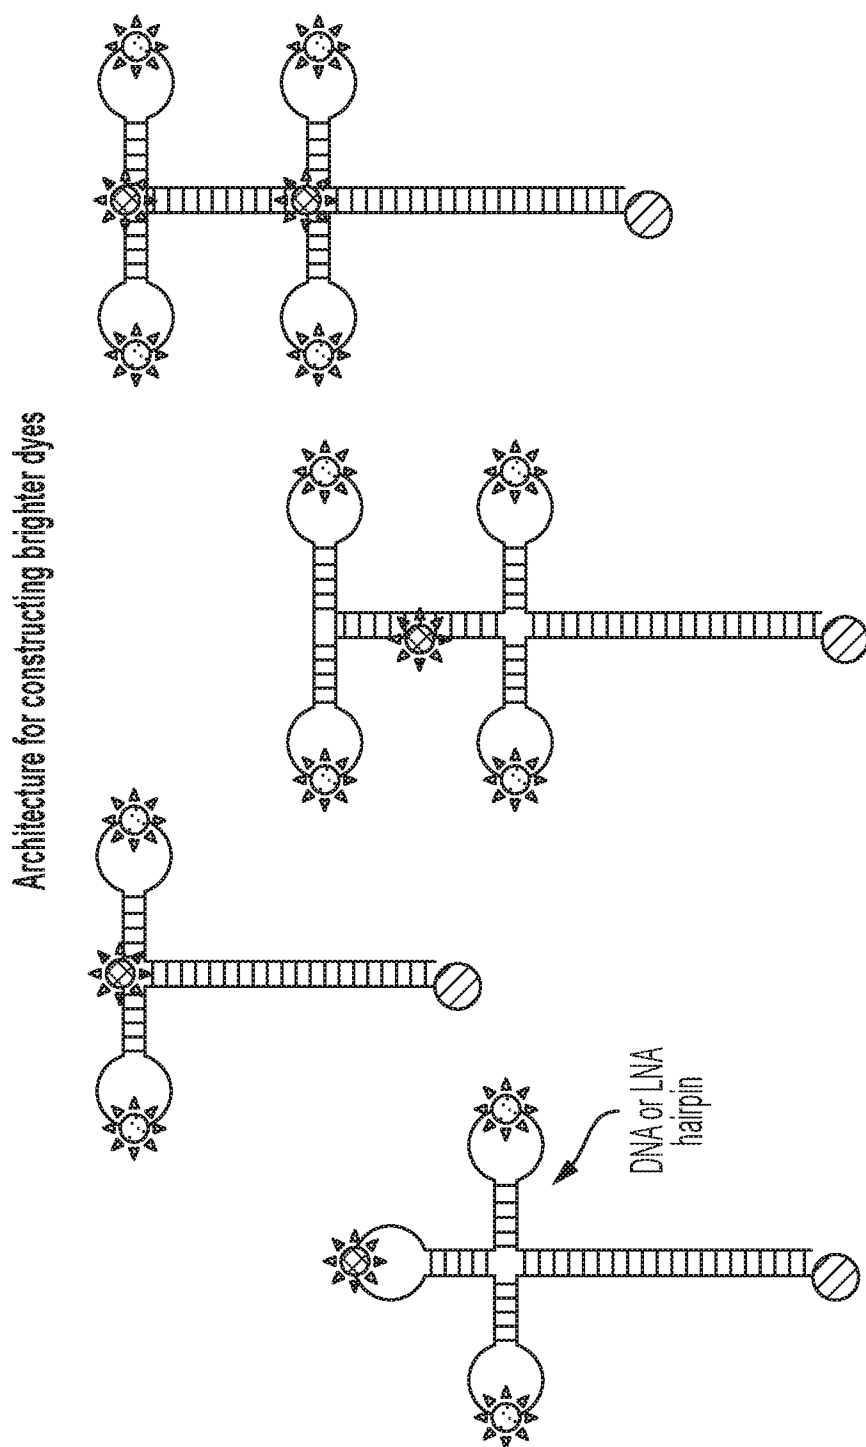 Architecture for constructing brighter dyes
DNA or LNA
hairpin